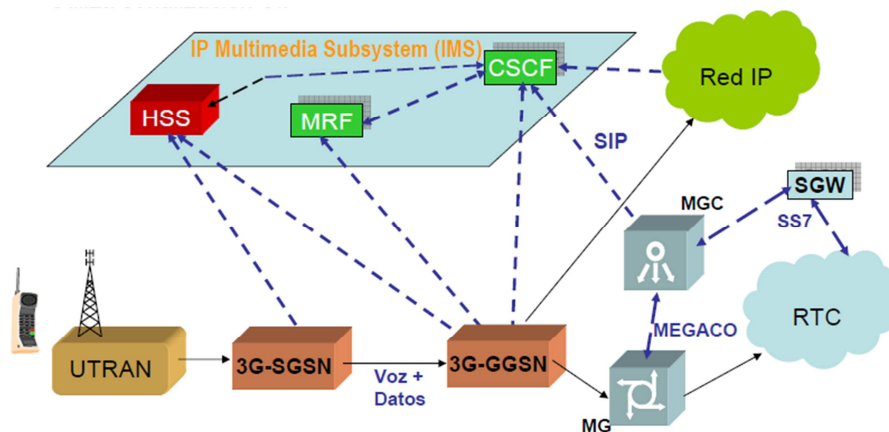 IP Multimedia Subsystem (IMS)
CSCF
Red IP
HSS
MRF
SIP
SGW
MGC
SS7
RTC
MEGACO
UTRAN
3G-SGSN
3G-GGSN
Voz +
Datos
MG